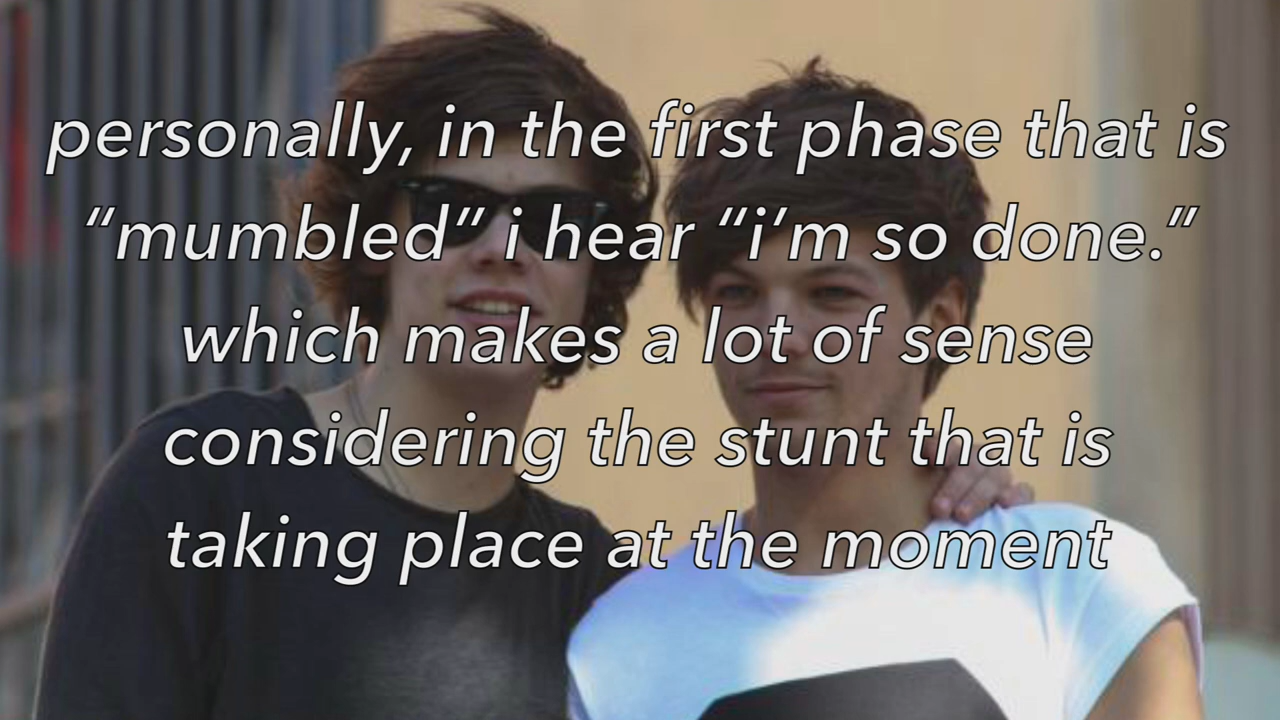 personally, in the first phase that is
“mumbled” i hear “i’m so done.”
which makes a lot of sense
considering the stunt that is
taking place at the moment